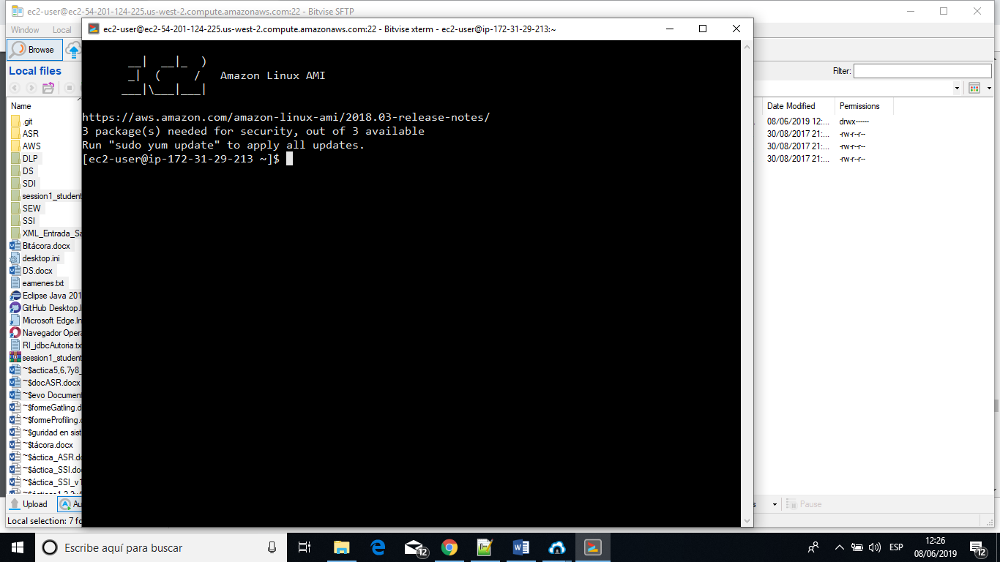 ec2-user@ec2-54-201-124-225.us-west-2.compute.amazonaws.com:22 - Bitvise SFTP
Window Local
ec2-user@ec2-54-201-124-225.us-west-2.compute.amazonaws.com:22 - Bitvise xterm - ec2-user@ip-172-31-29-213:~
Browse
Local files
Filter:
Name
Date Modified Permissions
.git
ASR
AWS
DLP
DS
SDI
session1_student
SEW
SSI
XML_Entrada_Sa
Bitácora.docx
desktop.ini
DS.docx
eamenes.txt
Eclipse Java 201
GitHub Desktop.l
Microsoft Edge.ln
Navegador Opera
RI_jdbcAutoria.tx
session1_student
~$actica5,6,7y8_
~$docASR.docx
~$evo Document
~$formeGatling.d
~$formeProfiling.d
~$guridad en sist
~$tácora.docx
~$áctica_ASR.do
~$áctica_SSI.doc
~$áctica_SSI_v1
08/06/2019 12:... drwx------
30/08/2017 21:... -rw-r--r--
30/08/2017 21:... -rw-r--r--
30/08/2017 21:... -rw-r--r--
__| __|_ )
_| ( / Amazon Linux AMI
___|\___|___|
https://aws.amazon.com/amazon-linux-ami/2018.03-release-notes/
3 package(s) needed for security, out of 3 available
Run "sudo yum update" to apply all updates.
[ec2-user@ip-172-31-29-213 ~]$
Upload Au
s Pause
Local selection: 7 fo
Escribe aquí para buscar
12
ESP
12:26
08/06/2019
12